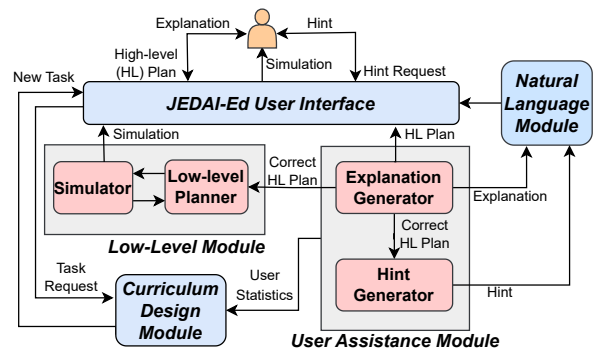 Explanation
Hint
High-level
(HL) Plan
Simulation
Hint Request
New Task
JEDAI-Ed User Interface
Natural
Language
Module
Simulation
HL Plan
Simulator
Low-level
Planner
Correct
HL Plan
Explanation
Generator
Explanation
Low-Level Module
Correct
HL Plan
Task
Request
Curriculum
Design
Module
User
Statistics
Hint
Generator
Hint
User Assistance Module